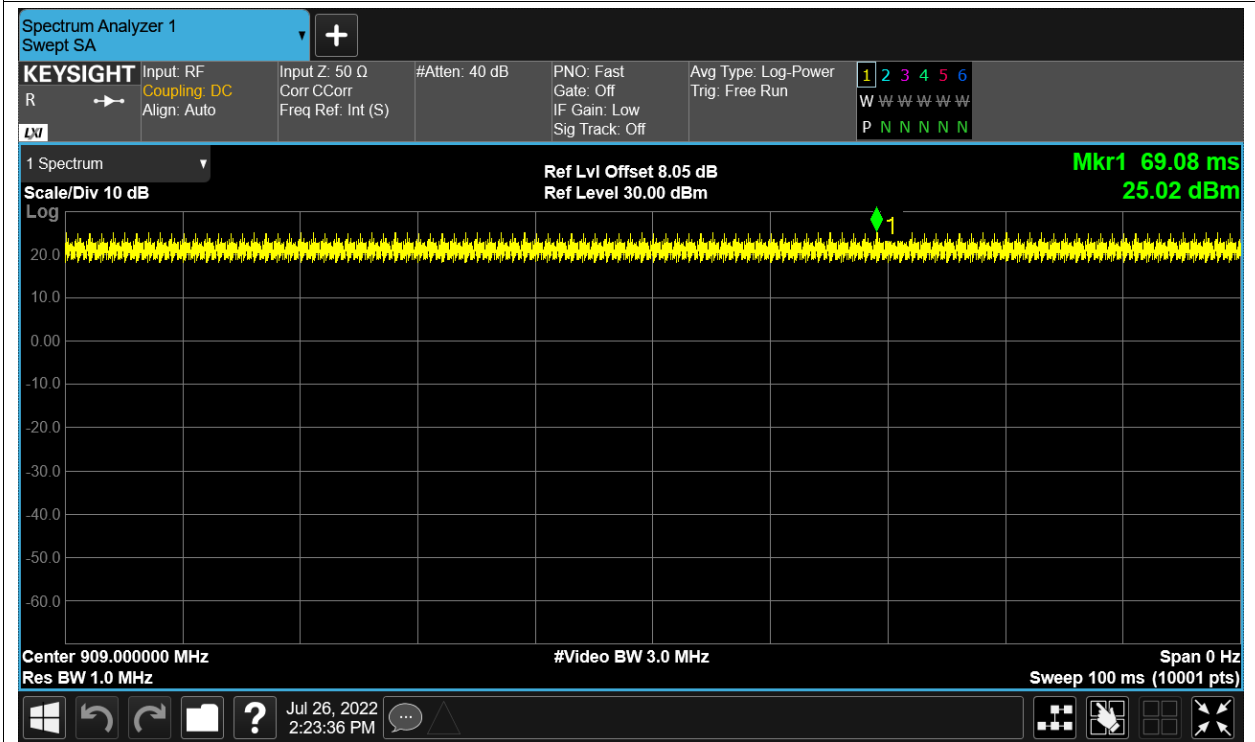 Spectrum Analyzer 1
Swept SA
KEYSIGHT
R
LXI
Input: RF
Coupling: DC
Align: Auto
Input Z: 50 Ω
Corr CCorr
Freq Ref: Int (S)
#Atten: 40 dB
PNO: Fast
Gate: Off
IF Gain: Low
Sig Track: Off
Avg Type: Log-Power
Trig: Free Run
1 2 3 4 5 6
W W W W W W
P N N N N N
1 Spectrum
Scale/Div 10 dB
Log
Ref Lvl Offset 8.05 dB
Ref Level 30.00 dBm
Mkr1 69.08 ms
25.02 dBm
1
20.0
10.0
0.00
-10.0
-20.0
-30.0
-40.0
-50.0
-60.0
Center 909.000000 MHz
Res BW 1.0 MHz
#Video BW 3.0 MHz
Span 0 Hz
Sweep 100 ms (10001 pts)
?
Jul 26, 2022
2:23:36 PM